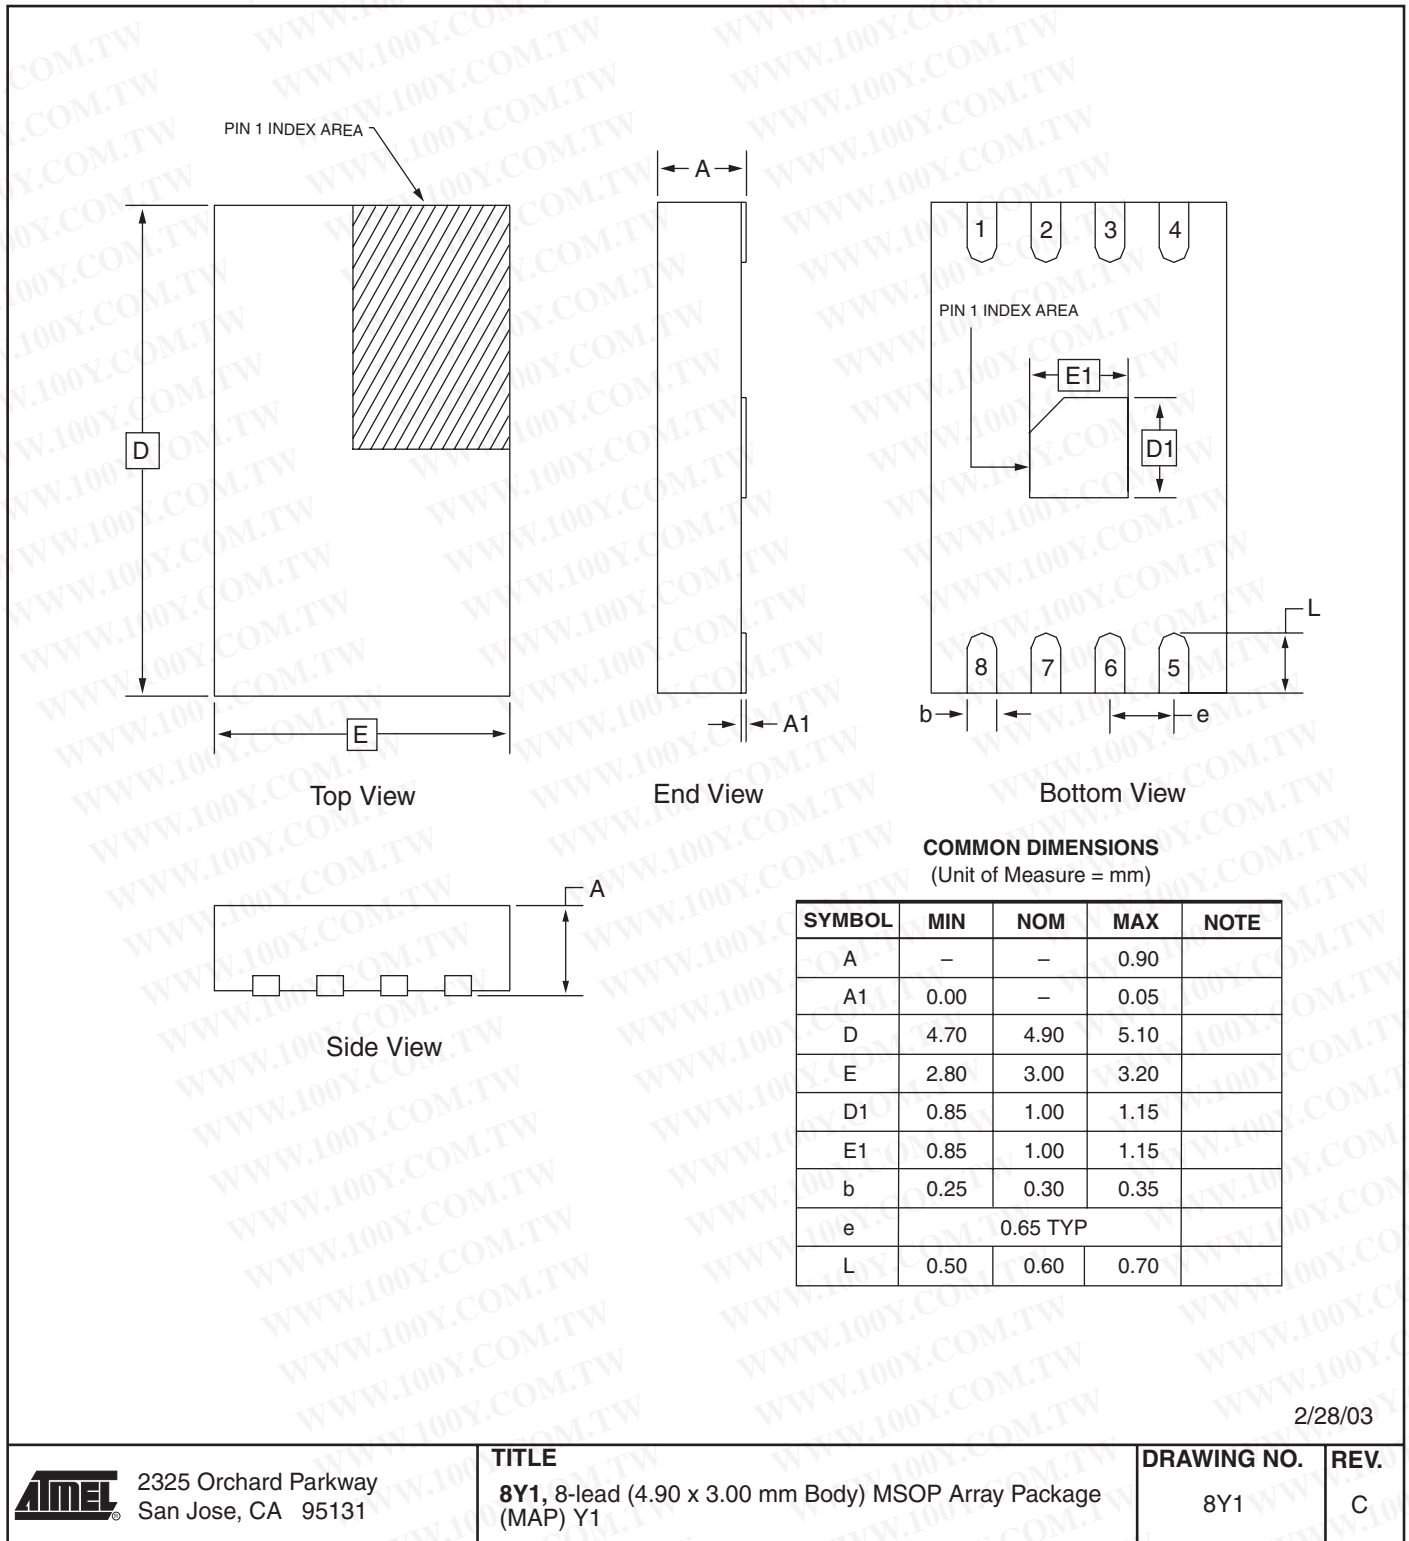 PIN 1 INDEX AREA
A
1 2 3 4
PIN 1 INDEX AREA
E1
D
D1
L
8 7 6 5
b
e
A1
E
Top View
End View
Bottom View
A
Side View
COMMON DIMENSIONS
(Unit of Measure = mm)
SYMBOL MIN NOM MAX NOTE
A – – 0.90
A1 0.00 – 0.05
D 4.70 4.90 5.10
E 2.80 3.00 3.20
D1 0.85 1.00 1.15
E1 0.85 1.00 1.15
b 0.25 0.30 0.35
e 0.65 TYP
L 0.50 0.60 0.70
2/28/03
ATMEL ®
2325 Orchard Parkway
San Jose, CA 95131
TITLE
8Y1, 8-lead (4.90 x 3.00 mm Body) MSOP Array Package
(MAP) Y1
DRAWING NO.
8Y1
REV.
C
WWW.100Y.COM.TW